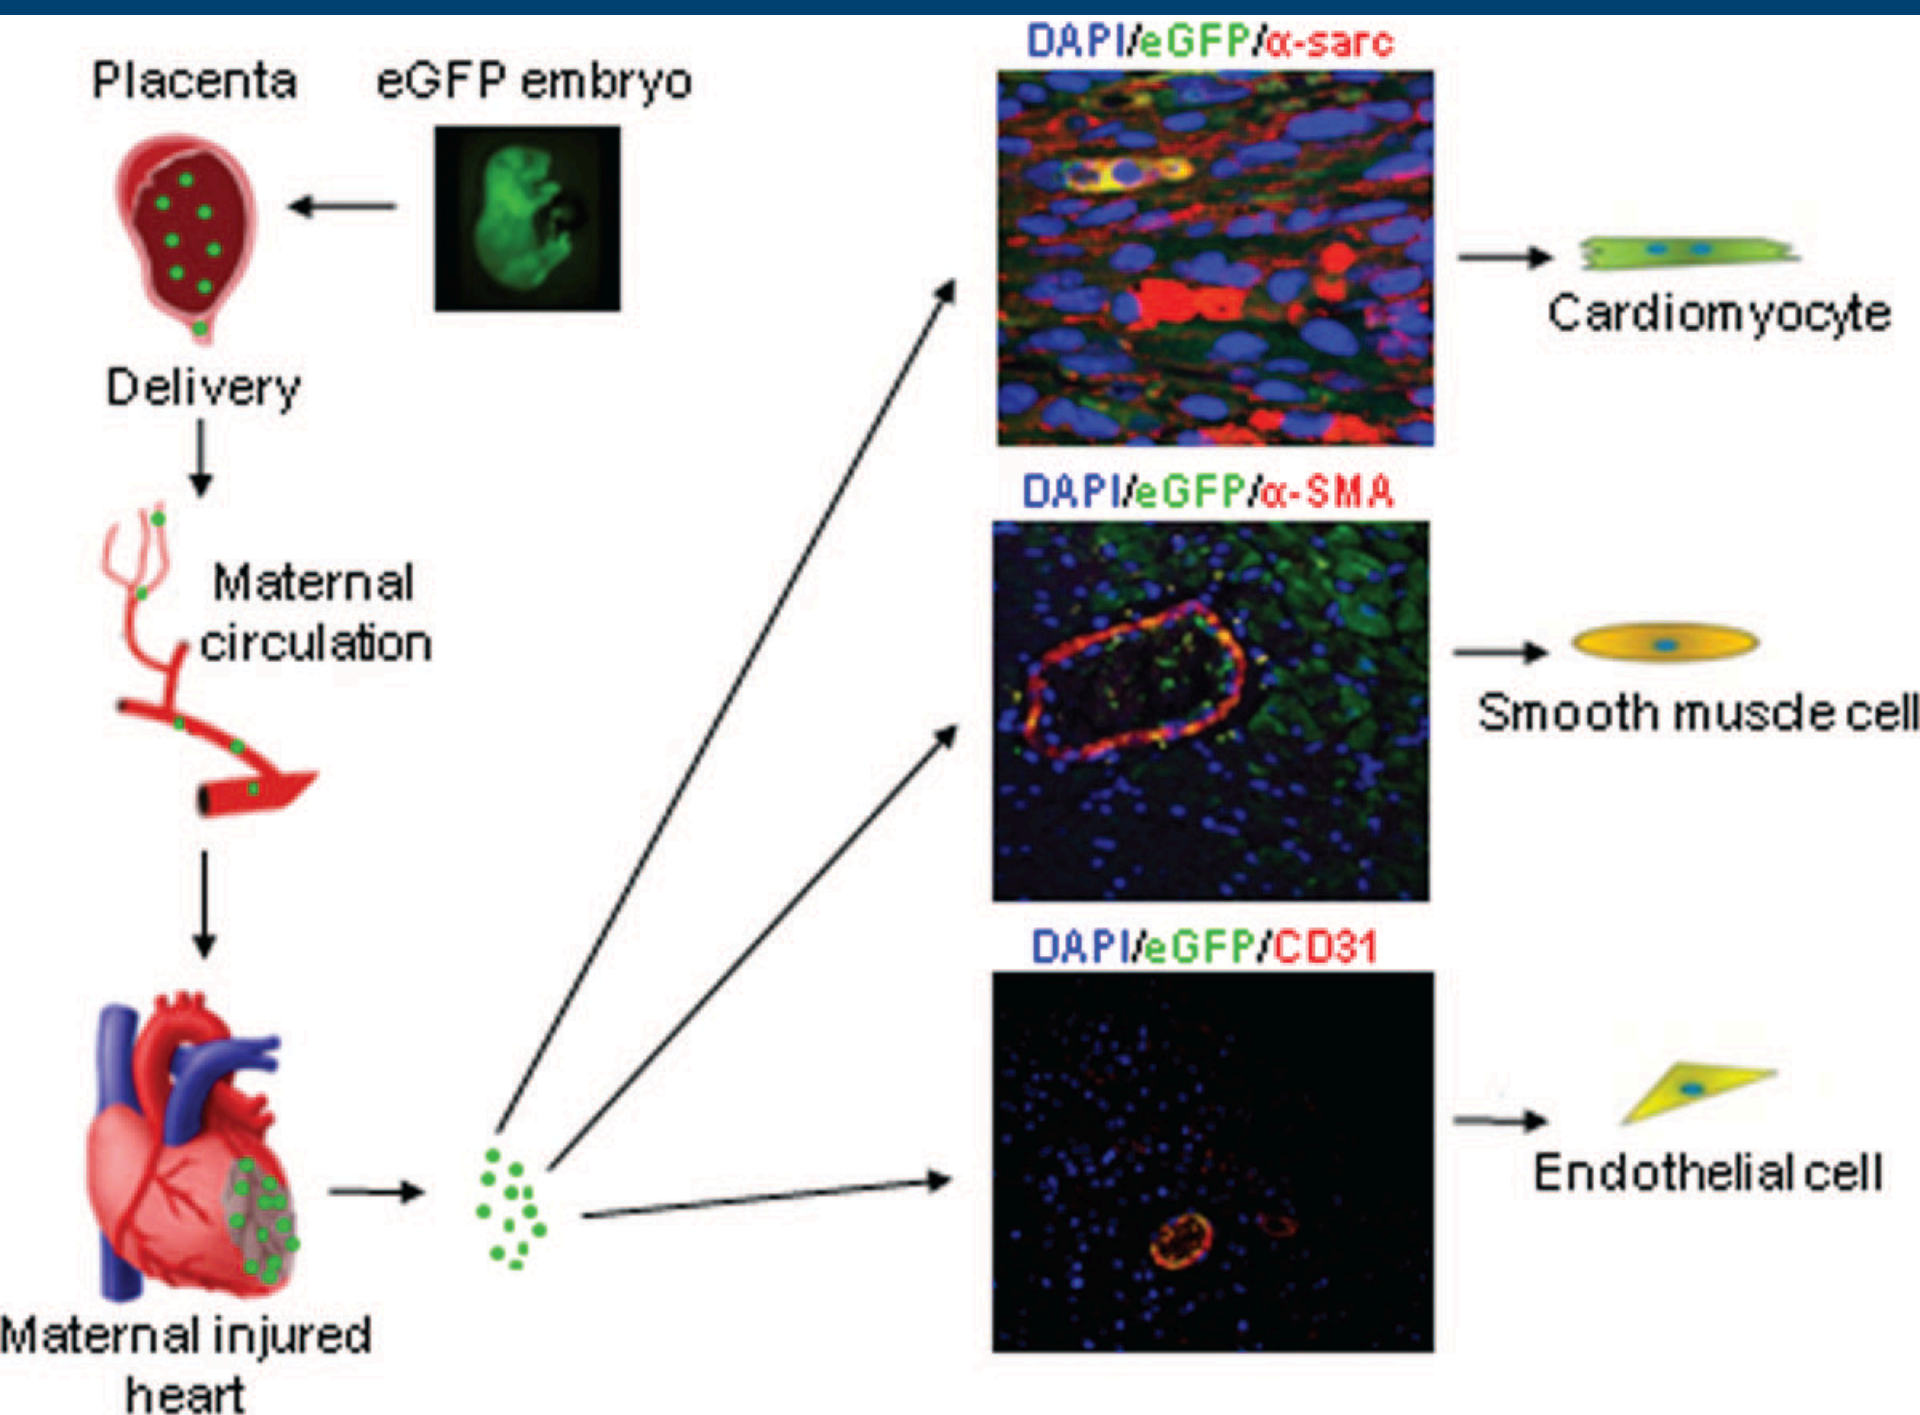 Placenta
eGFP embryo
Delivery
Maternal
circulation
Maternal injured
heart
DAPI/eGFP/α-sarc
Cardiomyocyte
DAPI/eGFP/α-SMA
Smooth muscle cell
DAPI/eGFP/CD31
Endothelial cell